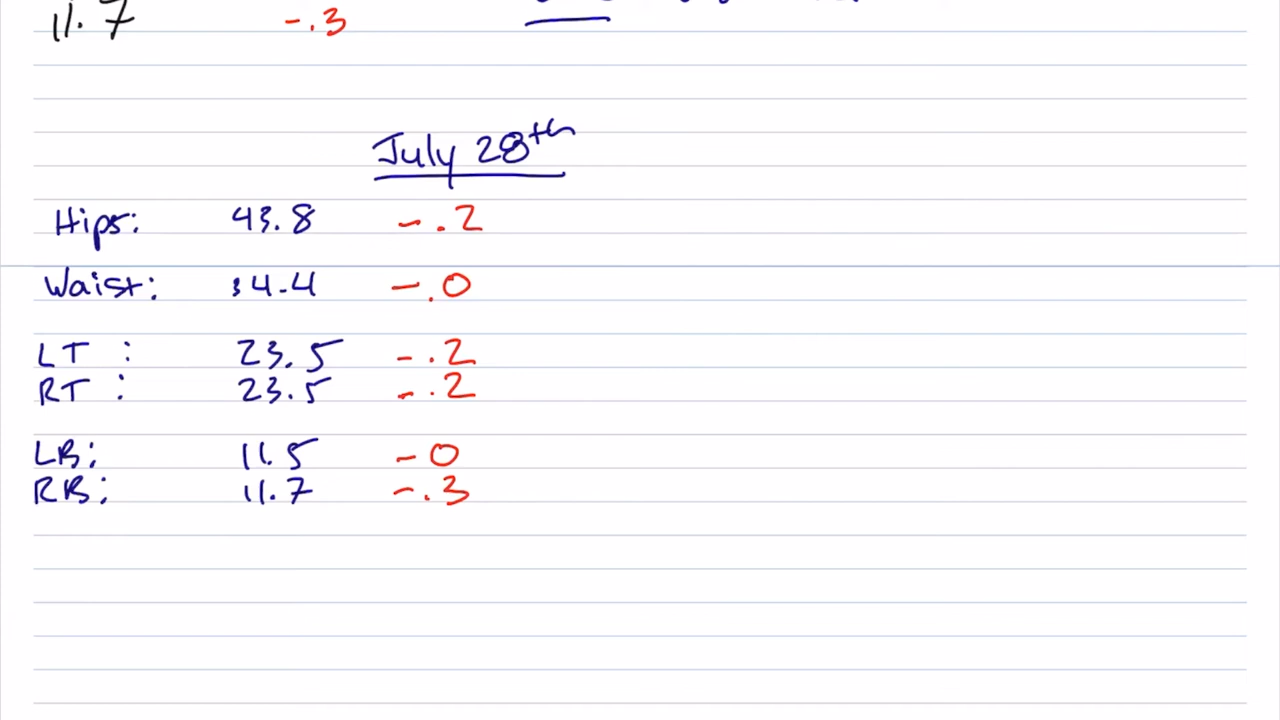 11.7 -.3
July 28th
Hips: 43.8 -.2
Waist: 34.4 -.0
LT : 23.5 -.2
RT : 23.5 -.2
LB: 11.5 -0
RB: 11.7 -.3